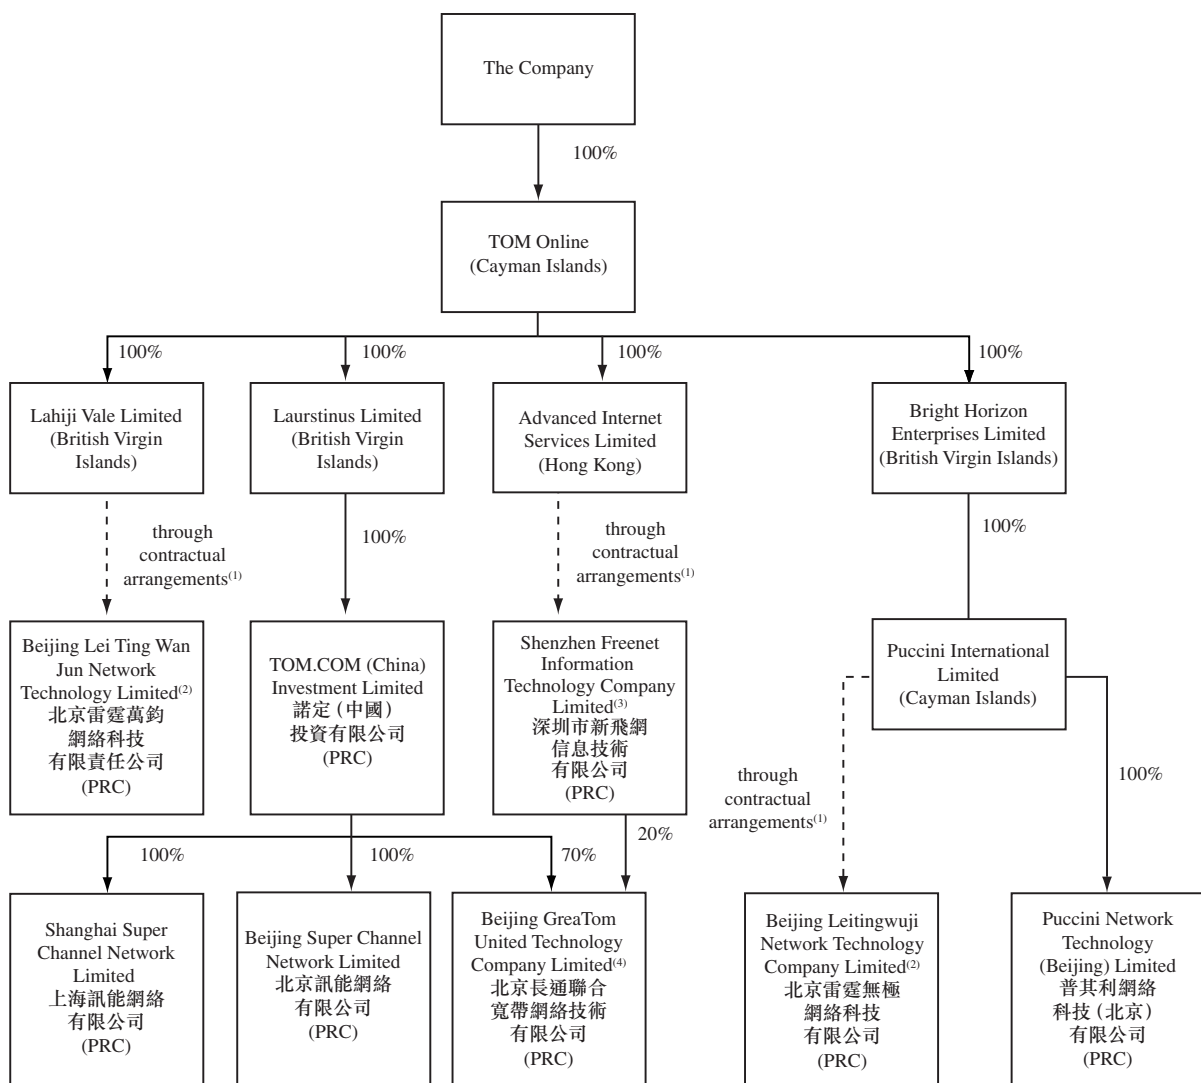 The Company
100%
TOM Online
(Cayman Islands)
100%
100%
100%
100%
Lahiji Vale Limited
(British Virgin
Islands)
Laurstinus Limited
(British Virgin
Islands)
Advanced Internet
Services Limited
(Hong Kong)
Bright Horizon
Enterprises Limited
(British Virgin Islands)
through
contractual
arrangements(1)
100%
through
contractual
arrangements(1)
100%
Beijing Lei Ting Wan
Jun Network
Technology Limited(2)
北京雷霆萬鈞
網絡科技
有限責任公司
(PRC)
TOM.COM (China)
Investment Limited
諾定(中國)
投資有限公司
(PRC)
Shenzhen Freenet
Information
Technology Company
Limited(3)
深圳市新飛網
信息技術
有限公司
(PRC)
Puccini International
Limited
(Cayman Islands)
through
contractual
arrangements(1)
100%
100%
100%
70%
20%
Shanghai Super
Channel Network
Limited
上海訊能網絡
有限公司
(PRC)
Beijing Super Channel
Network Limited
北京訊能網絡
有限公司
(PRC)
Beijing GreaTom
United Technology
Company Limited(4)
北京長通聯合
寬帶網絡技術
有限公司
(PRC)
Beijing Leitingwuji
Network Technology
Company Limited(2)
北京雷霆無極
網絡科技
有限公司
(PRC)
Puccini Network
Technology
(Beijing) Limited
普其利網絡
科技(北京)
有限公司
(PRC)